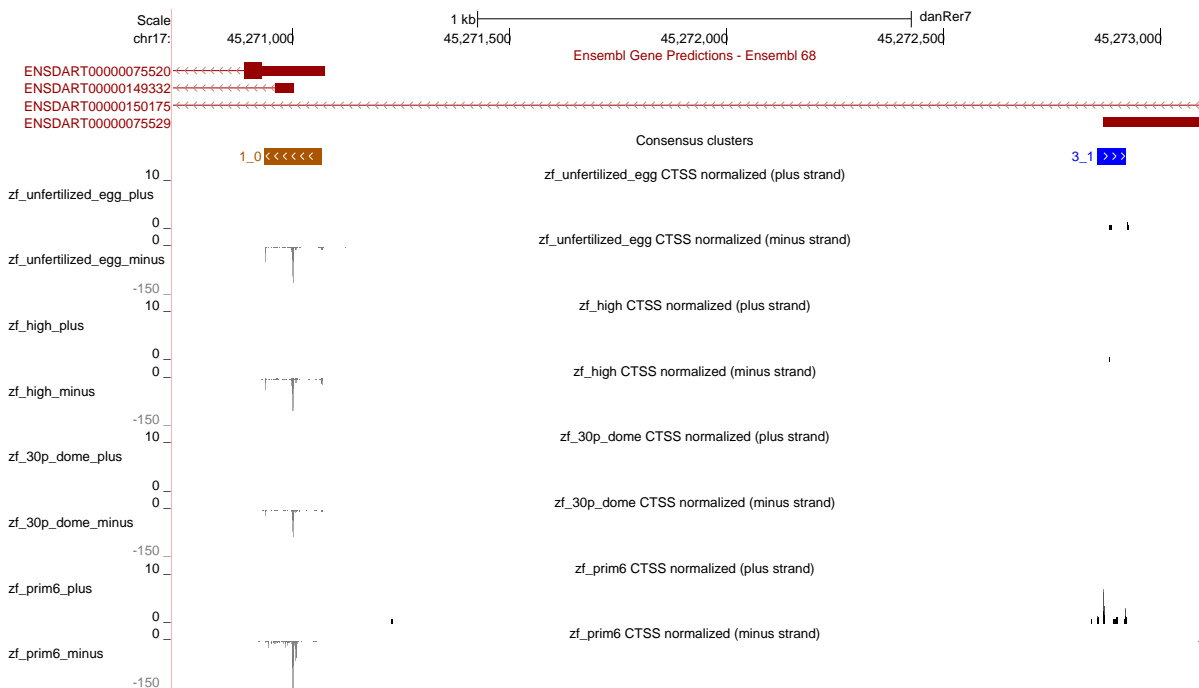 Scale 1 kb danRer7
chr17: 45,271,000 45,271,500 45,272,000 45,272,500 45,273,000
Ensembl Gene Predictions - Ensembl 68
ENSDART00000075520
ENSDART00000149332
ENSDART00000150175
ENSDART00000075529
Consensus clusters
1_0 3_1
zf_unfertilized_egg CTSS normalized (plus strand)
10
zf_unfertilized_egg_plus
0
zf_unfertilized_egg CTSS normalized (minus strand)
0
zf_unfertilized_egg_minus
-150
zf_high CTSS normalized (plus strand)
10
zf_high_plus
0
zf_high CTSS normalized (minus strand)
0
zf_high_minus
-150
zf_30p_dome CTSS normalized (plus strand)
10
zf_30p_dome_plus
0
zf_30p_dome CTSS normalized (minus strand)
0
zf_30p_dome_minus
-150
zf_prim6 CTSS normalized (plus strand)
10
zf_prim6_plus
0
zf_prim6 CTSS normalized (minus strand)
0
zf_prim6_minus
-150